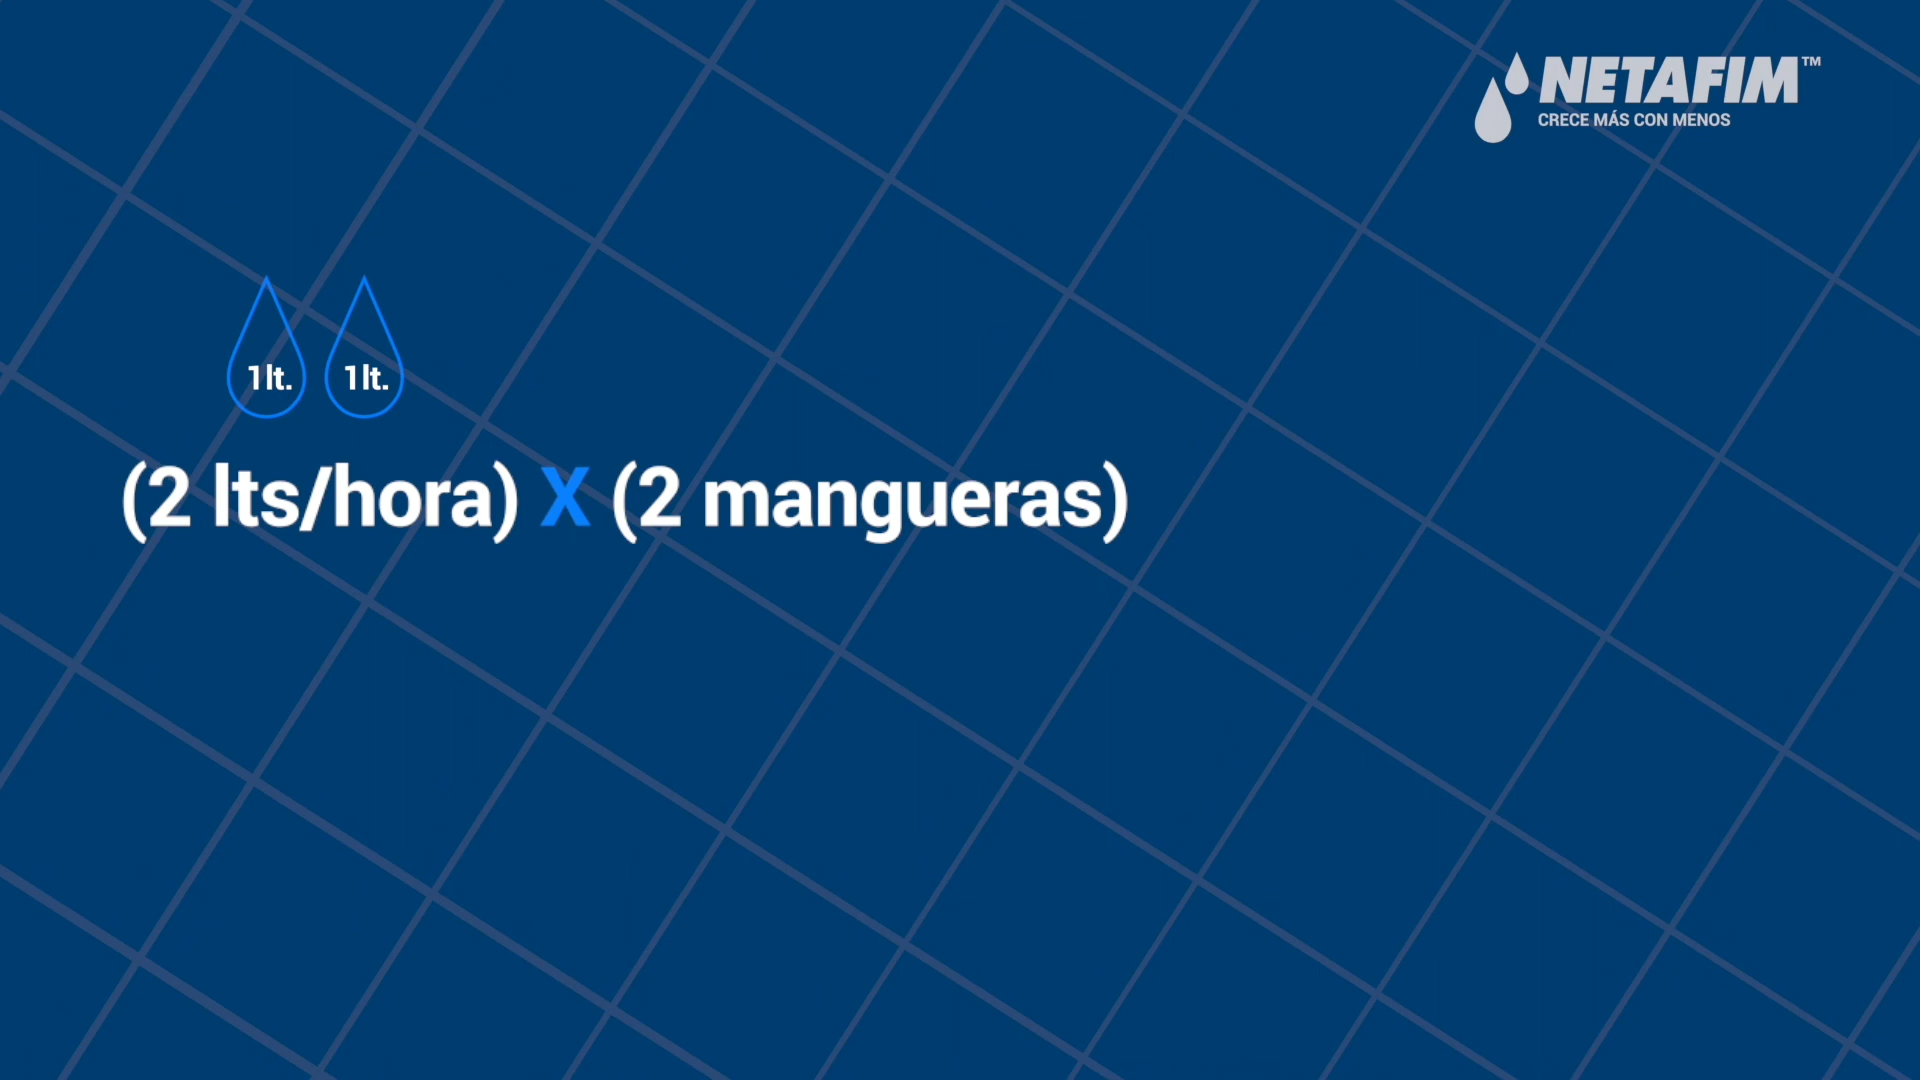 NETAFIM™
CRECE MÁS CON MENOS
1 lt. 1 lt.
(2 lts/hora) X (2 mangueras)